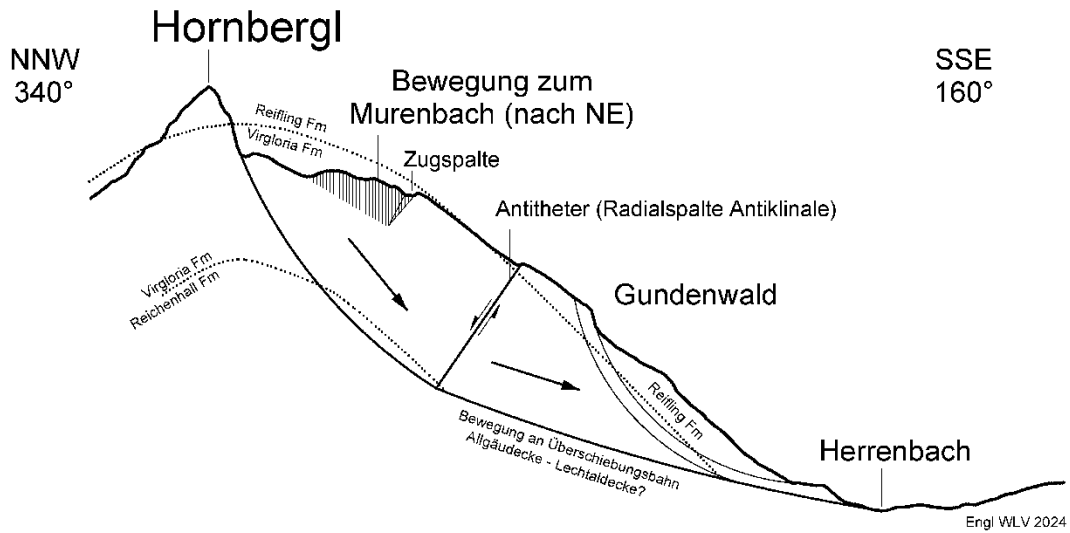 Hornbergl
NNW
340°
SSE
160°
Bewegung zum
Murenbach (nach NE)
Reifling Fm
Virgloria Fm
Zugspalte
Antitheter (Radialspalte Antiklinale)
Virgloria Fm
Reichenhall Fm
Gundenwald
Reifling Fm
Bewegung an Überschiebungsbahn
Allgäudecke - Lechtaldecke?
Herrenbach
Engl WLV 2024